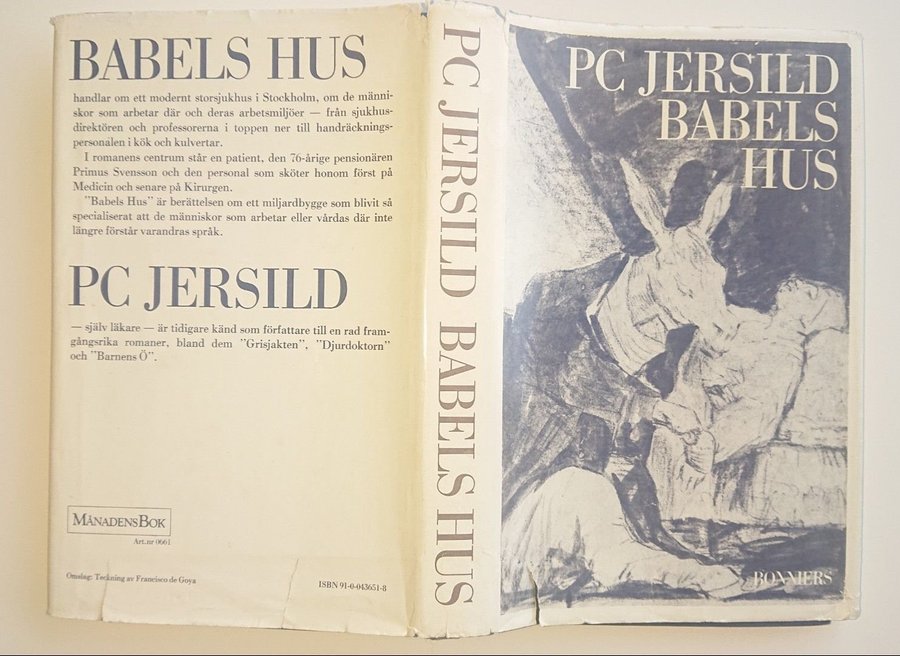 BABELS HUS
handlar om ett modernt storsjukhus i Stockholm, om de männi-
skor som arbetar där och deras arbetsmiljöer — från sjukhus-
direktören och professorerna i toppen ner till handräcknings-
personalen i kök och kulvertar.
I romanens centrum står en patient, den 76-årige pensionären
Primus Svensson och den personal som sköter honom först på
Medicin och senare på Kirurgen.
"Babels Hus" är berättelsen om ett miljardbygge som blivit så
specialiserat att de människor som arbetar eller vårdas där inte
längre förstår varandras språk.
PC JERSILD
— själv läkare — är tidigare känd som författare till en rad fram-
gångsrika romaner, bland dem "Grisjakten", "Djurdoktorn"
och "Barnens Ö".
MÅNADENS BOK
Art.nr 0661
Omslag: Teckning av Francisco de Goya
ISBN 91-0-043651-8
PC JERSILD BABELS HUS
PC JERSILD
BABELS
HUS
BONNIERS